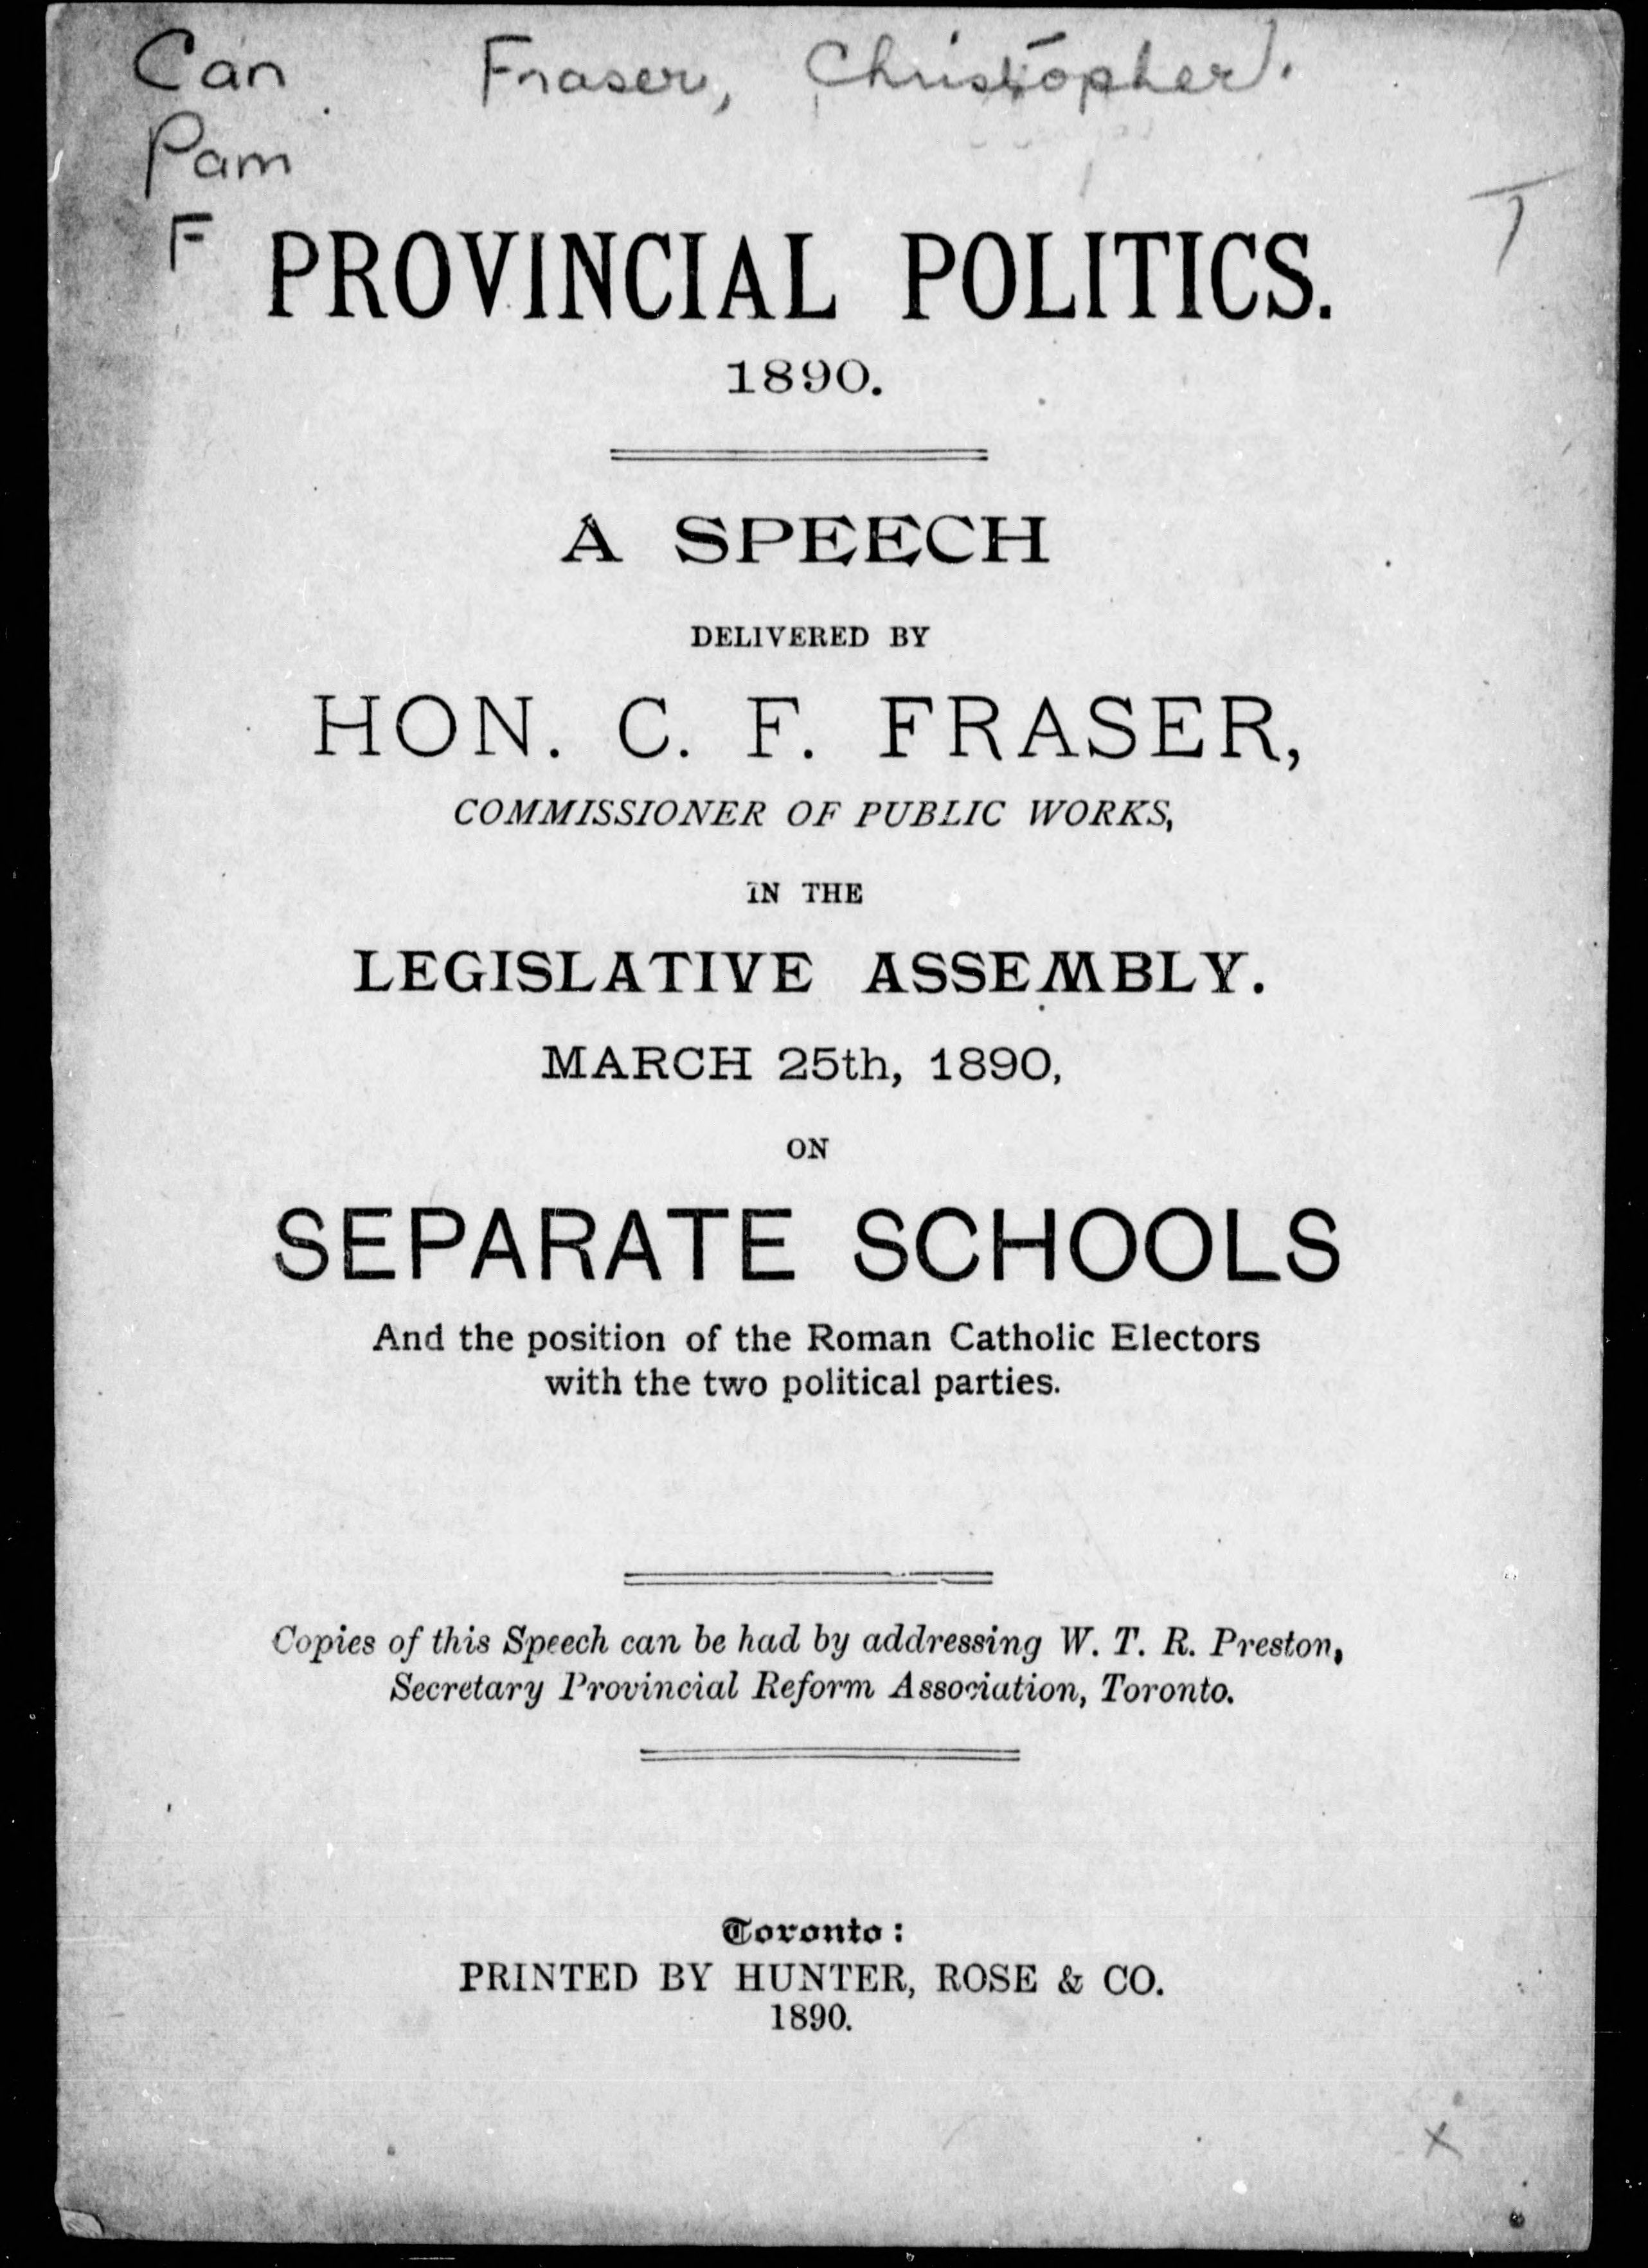 Can Fraser, Christopher.
Pam
F
T
PROVINCIAL POLITICS.
1890.
A SPEECH
DELIVERED BY
HON. C. F. FRASER,
COMMISSIONER OF PUBLIC WORKS,
IN THE
LEGISLATIVE ASSEMBLY.
MARCH 25th, 1890,
ON
SEPARATE SCHOOLS
And the position of the Roman Catholic Electors
with the two political parties.
Copies of this Speech can be had by addressing W. T. R. Preston,
Secretary Provincial Reform Association, Toronto.
Toronto:
PRINTED BY HUNTER, ROSE & CO.
1890.
x